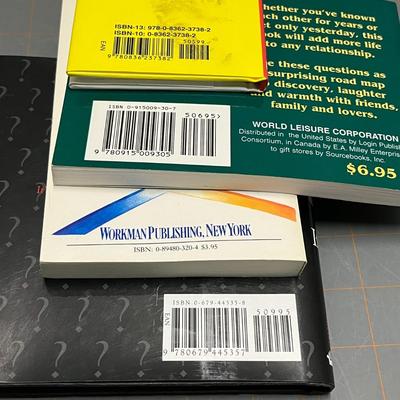 ISBN-13: 978-0-8362-3738-2
ISBN-10: 0-8362-3738-2
50599
EAN
9 780836 237382
hether you've known
ach other for years or
et only yesterday, this
ook will add more life
to any relationship.
e these questions as
surprising road map
discovery, laughter
nd warmth with friends,
family and lovers.
ISBN 0-915009-30-7
50695>
9 780915 009305
WORLD LEISURE CORPORATION
Distributed in the United States by Login Publis
Consortium, in Canada by E.A. Milley Enterpris
to gift stores by Sourcebooks, Inc.
$6.95
WORKMAN PUBLISHING, NEW YORK
ISBN: 0-89480-320-4 $3.95
ISBN 0-679-44535-8
50995
EAN
9 780679 445357